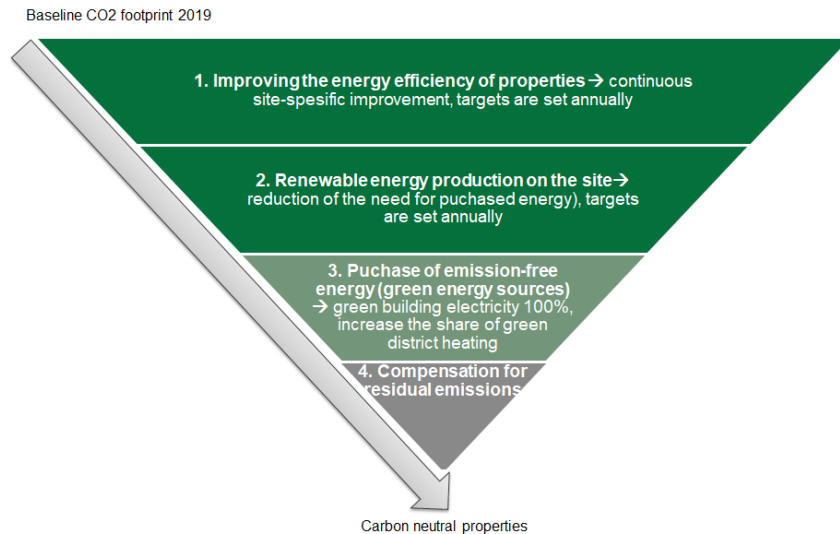 Baseline CO2 footprint 2019
1. Improving the energy efficiency of properties → continuous
site-spesific improvement, targets are set annually
2. Renewable energy production on the site→
reduction of the need for puchased energy), targets
are set annually
3. Puchase of emission-free
energy (green energy sources)
→ green building electricity 100%,
increase the share of green
district heating
4. Compensation for
residual emissions
Carbon neutral properties